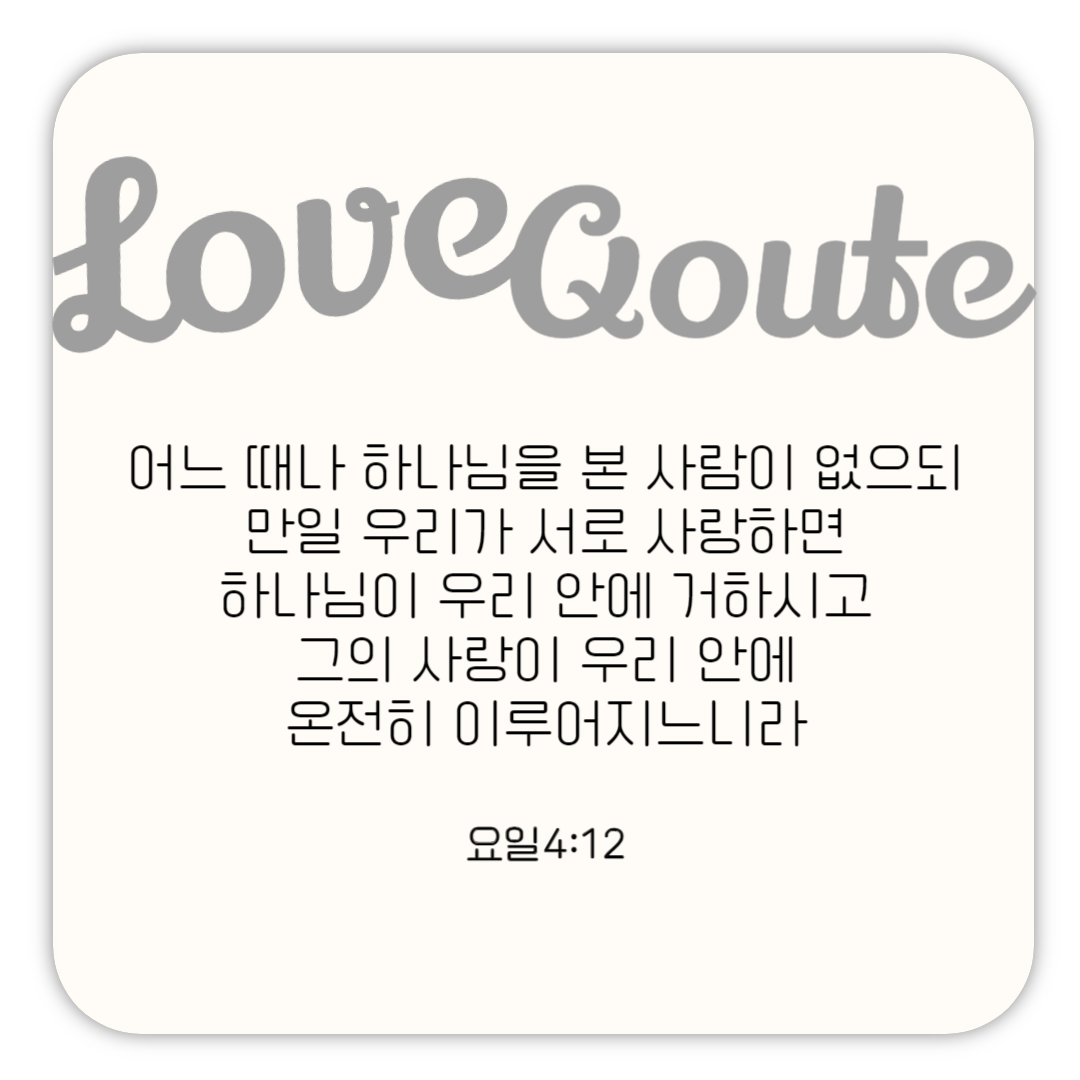 LoveQoute
어느 때나 하나님을 본 사람이 없으되
만일 우리가 서로 사랑하면
하나님이 우리 안에 거하시고
그의 사랑이 우리 안에
온전히 이루어지느니라
요일4:12